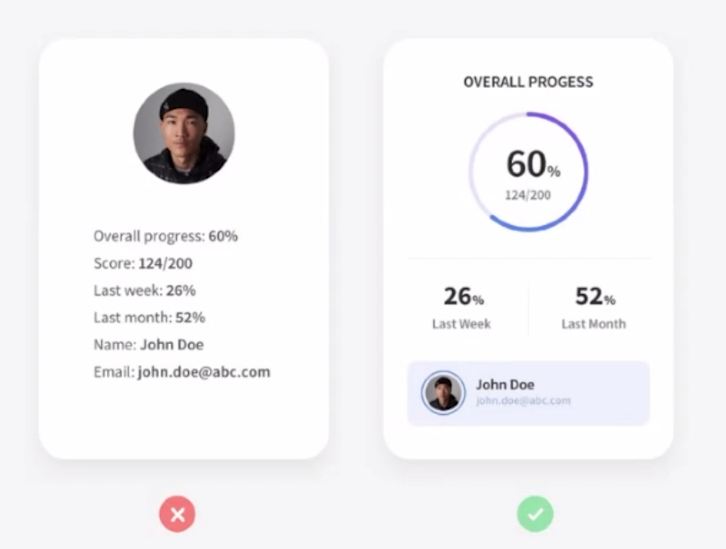 Overall progress: 60%
Score: 124/200
Last week: 26%
Last month: 52%
Name: John Doe
Email: john.doe@abc.com
OVERALL PROGESS
60%
124/200
26% 52%
Last Week Last Month
John Doe
john.doe@abc.com